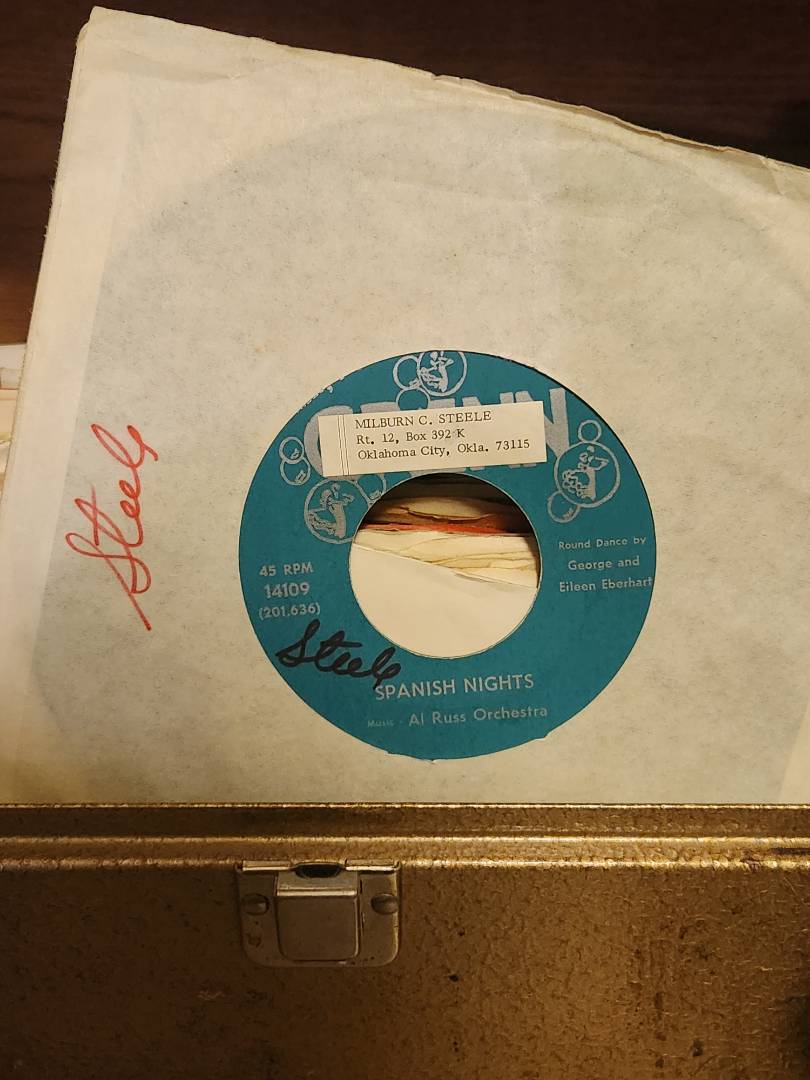 MILBURN C. STEELE
Rt. 12, Box 392 K
Oklahoma City, Okla. 73115
Steele
Round Dance by
George and
Eileen Eberhart
45 RPM
14109
(201,636)
Steele
SPANISH NIGHTS
Music - Al Russ Orchestra